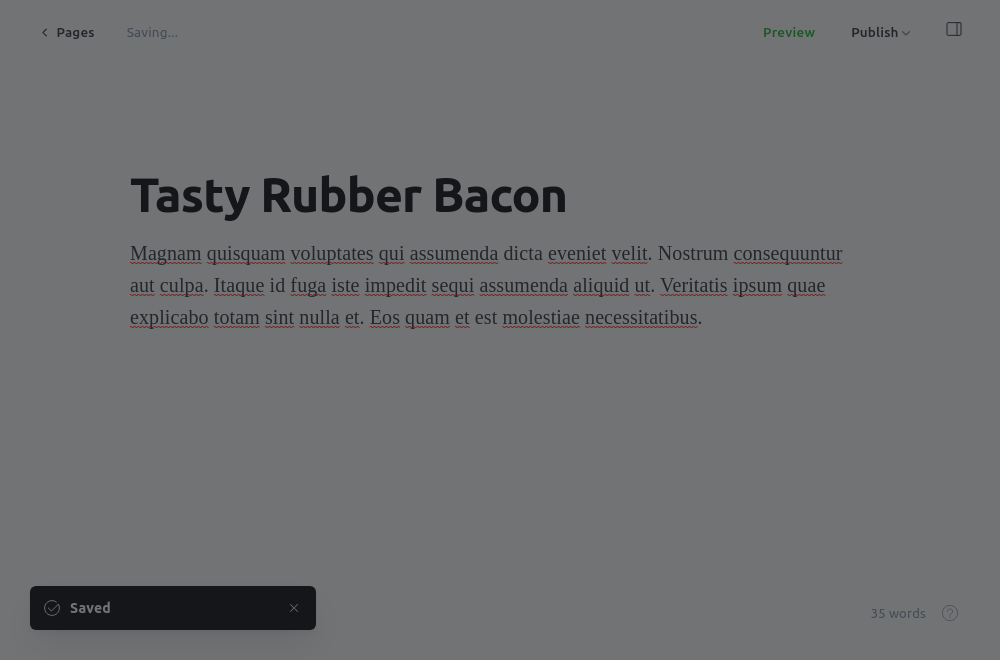 Pages
Saving...
Preview
Publish
Tasty Rubber Bacon
Magnam quisquam voluptates qui assumenda dicta eveniet velit. Nostrum consequuntur
aut culpa. Itaque id fuga iste impedit sequi assumenda aliquid ut. Veritatis ipsum quae
explicabo totam sint nulla et. Eos quam et est molestiae necessitatibus.
Saved
35 words
?